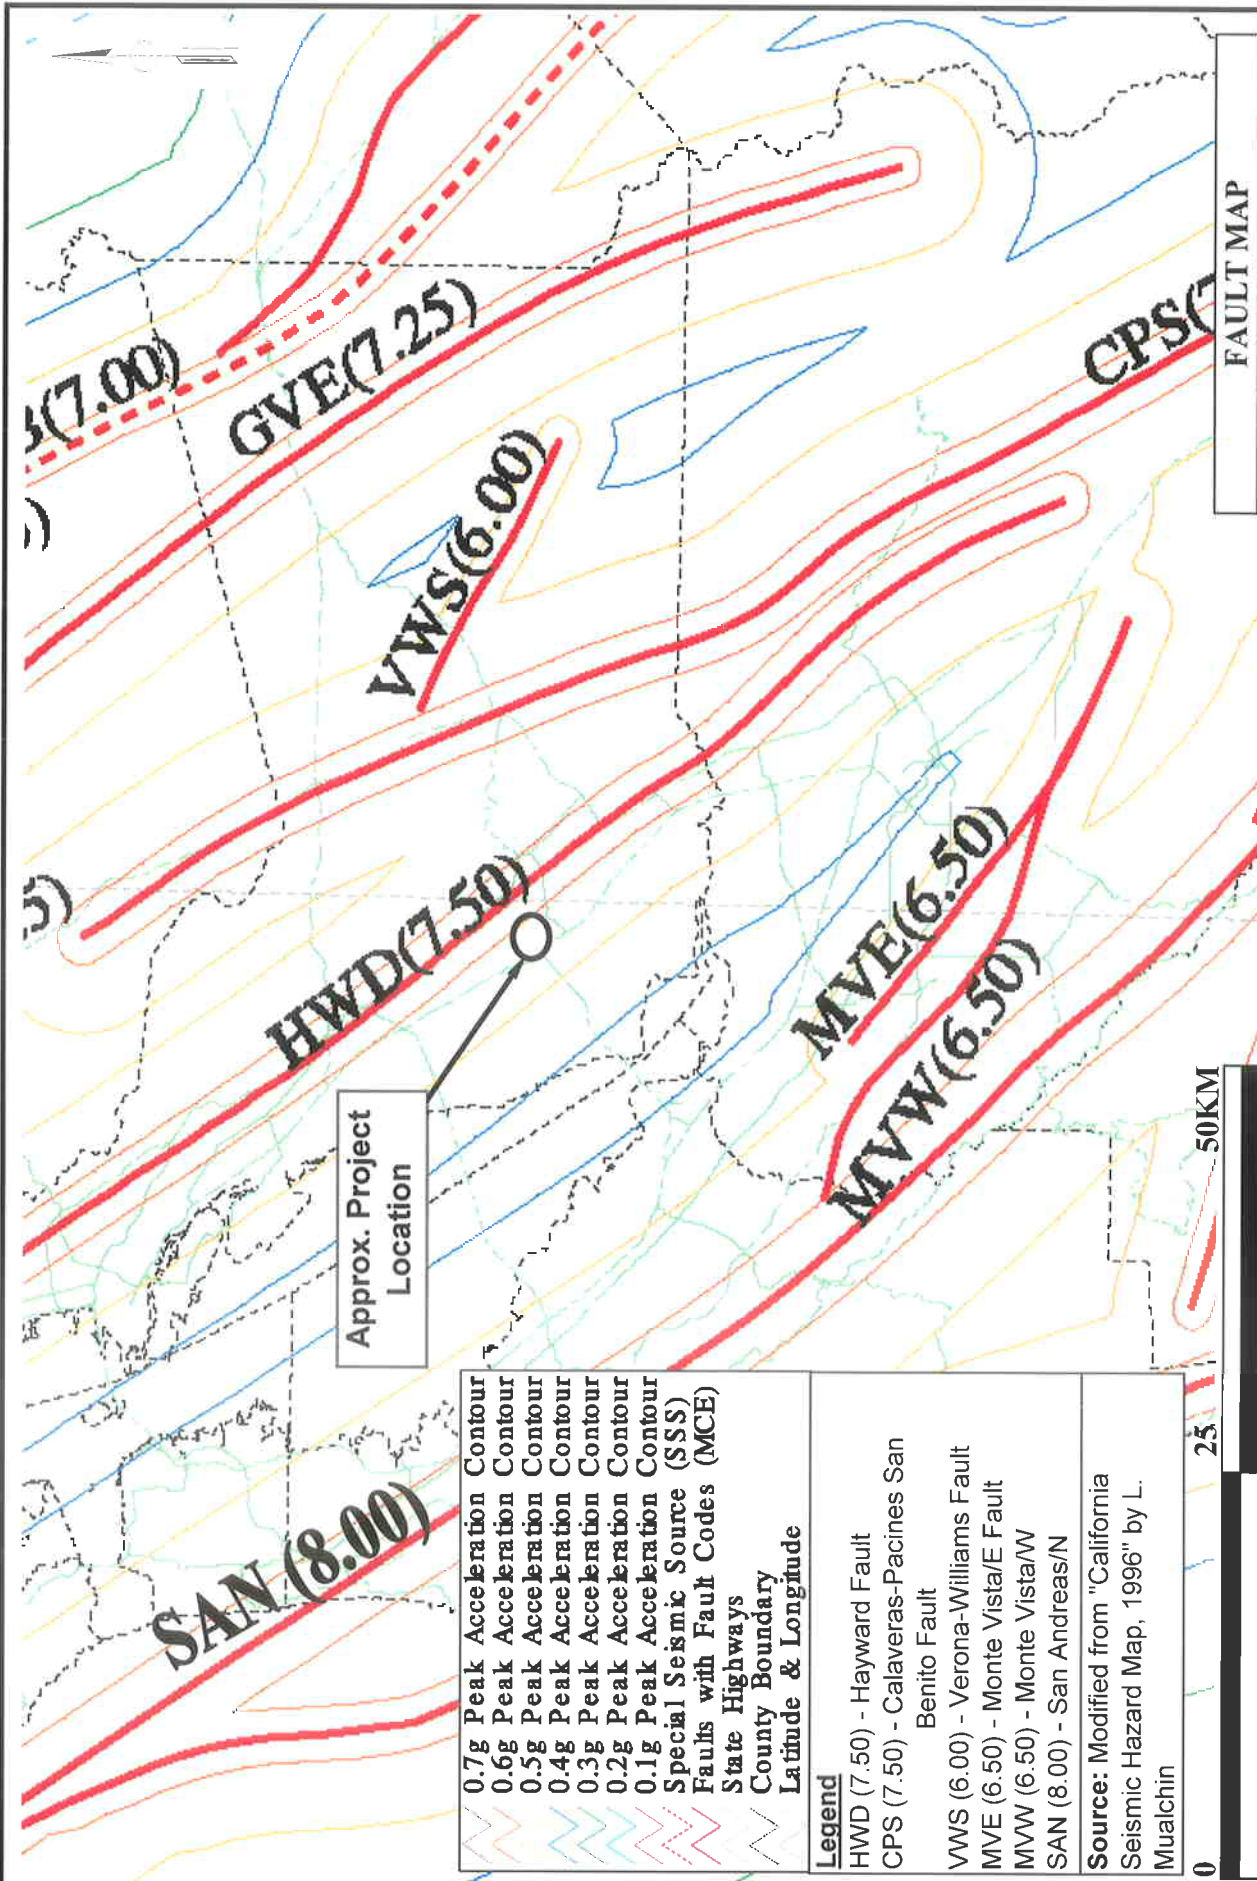 3(7.00)
GVE(7.25)
VWS(6.00)
CPS(7
5)
HWD(7.50)
MVE(6.50)
MVW(6.50)
SAN (8.00)
Approx. Project
Location
0.7g Peak Acceleration Contour
0.6g Peak Acceleration Contour
0.5g Peak Acceleration Contour
0.4g Peak Acceleration Contour
0.3g Peak Acceleration Contour
0.2g Peak Acceleration Contour
0.1g Peak Acceleration Contour
Special Seismic Source (SSS)
Faults with Fault Codes (MCE)
State Highways
County Boundary
Latitude & Longitude
Legend
HWD (7.50) - Hayward Fault
CPS (7.50) - Calaveras-Pacines San
Benito Fault
VWS (6.00) - Verona-Williams Fault
MVE (6.50) - Monte Vista/E Fault
MVW (6.50) - Monte Vista/W
SAN (8.00) - San Andreas/N
Source: Modified from "California
Seismic Hazard Map, 1996" by L.
Mualchin
0 25 50KM
FAULT MAP